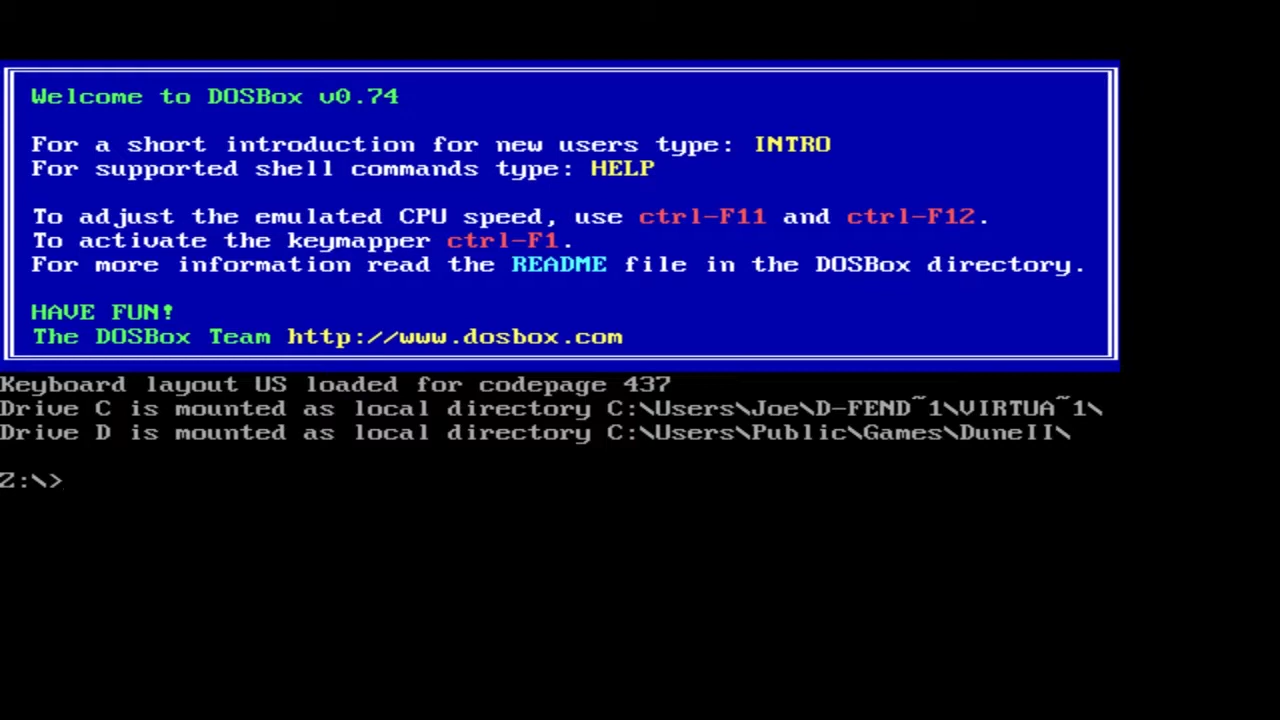 Welcome to DOSBox v0.74
For a short introduction for new users type: INTRO
For supported shell commands type: HELP
To adjust the emulated CPU speed, use ctrl-F11 and ctrl-F12.
To activate the keymapper ctrl-F1.
For more information read the README file in the DOSBox directory.
HAVE FUN!
The DOSBox Team http://www.dosbox.com
Keyboard layout US loaded for codepage 437
Drive C is mounted as local directory C:\Users\Joe\D-FEND~1\VIRTUA~1\
Drive D is mounted as local directory C:\Users\Public\Games\DuneII\
Z:\>